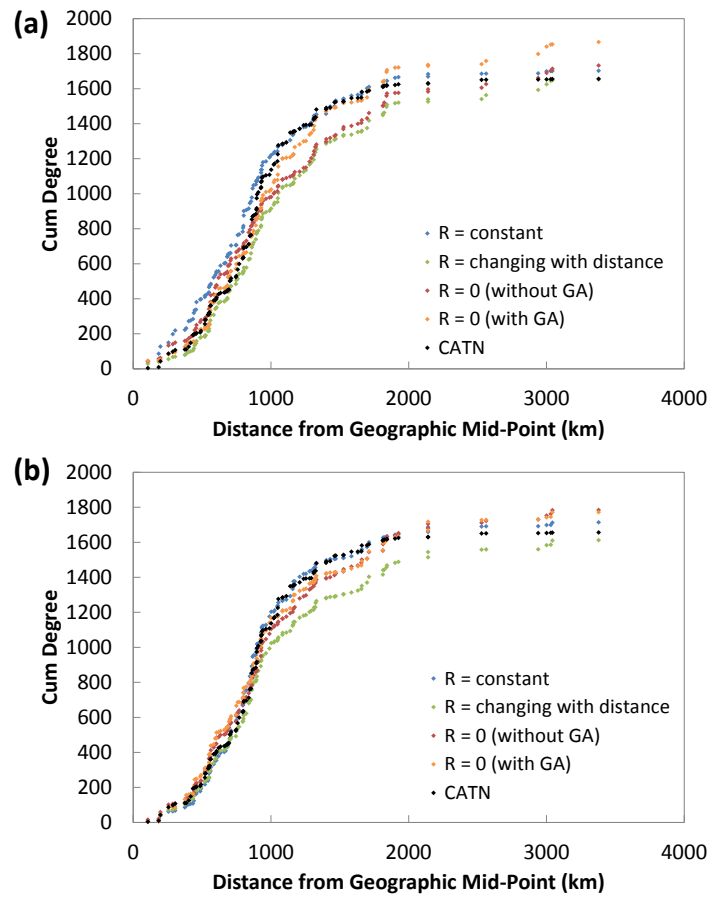 (a)
2000
1800
1600
1400
1200
1000
800
600
400
200
0
Cum Degree
R = constant
R = changing with distance
R = 0 (without GA)
R = 0 (with GA)
CATN
0 1000 2000 3000 4000
Distance from Geographic Mid-Point (km)
(b)
2000
1800
1600
1400
1200
1000
800
600
400
200
0
Cum Degree
R = constant
R = changing with distance
R = 0 (without GA)
R = 0 (with GA)
CATN
0 1000 2000 3000 4000
Distance from Geographic Mid-Point (km)